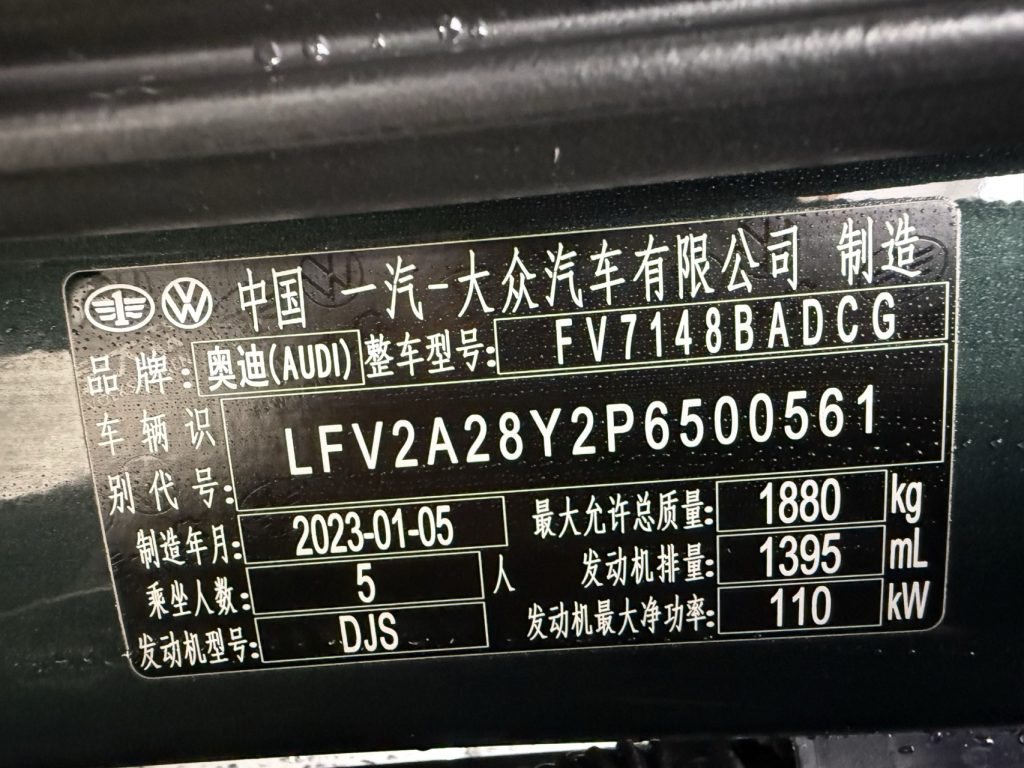 中国 一汽-大众汽车有限公司 制造
品牌: 奥迪(AUDI) 整车型号: FV7148BADCG
车辆识别代号: LFV2A28Y2P6500561
制造年月: 2023-01-05 最大允许总质量: 1880 kg
乘坐人数: 5 人 发动机排量: 1395 mL
发动机型号: DJS 发动机最大净功率: 110 kW